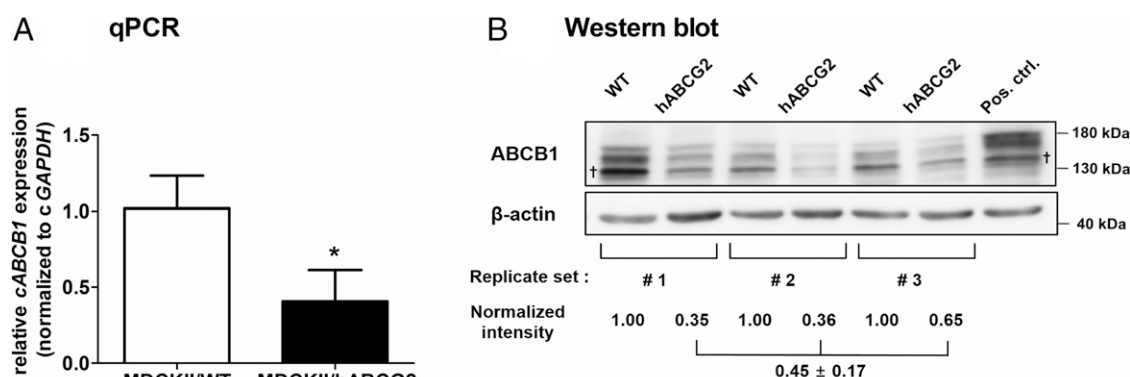 A
qPCR
relative cABCB1 expression
(normalized to cGAPDH)
1.5
1.0
0.5
0.0
*
B
Western blot
WT
hABCG2
WT
hABCG2
WT
hABCG2
Pos. ctrl.
ABCB1
†
†
180 kDa
130 kDa
β-actin
40 kDa
Replicate set :
# 1
# 2
# 3
Normalized
intensity
1.00
0.35
1.00
0.36
1.00
0.65
0.45 ± 0.17